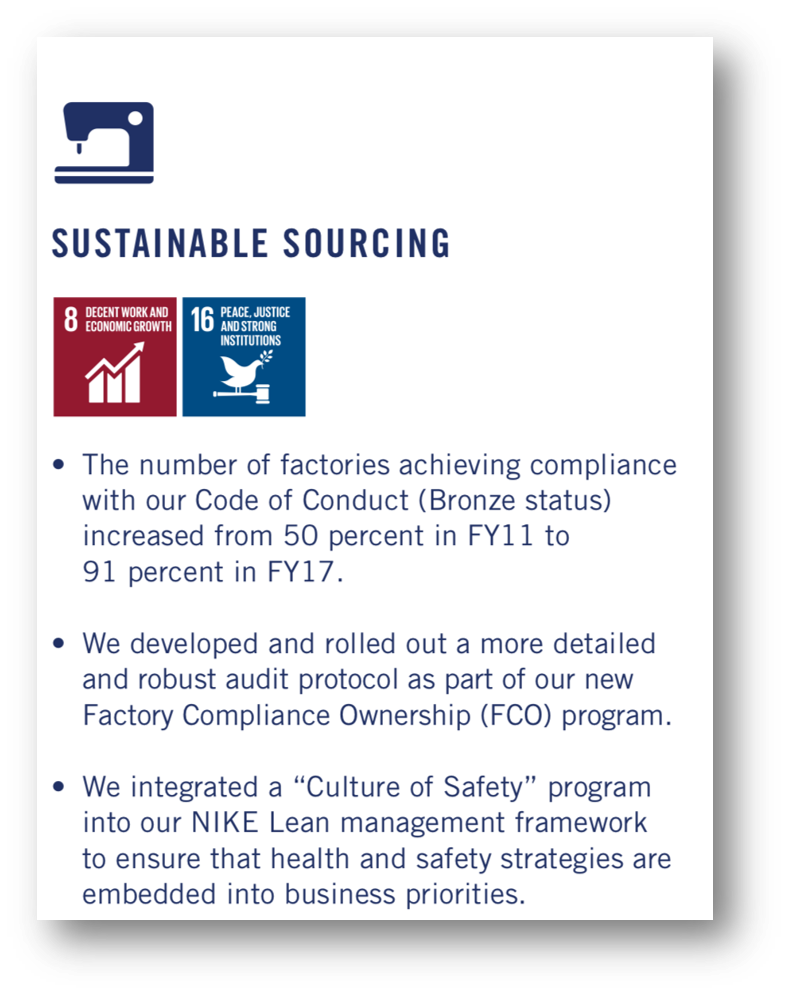 SUSTAINABLE SOURCING
8 DECENT WORK AND
ECONOMIC GROWTH
16 PEACE, JUSTICE
AND STRONG
INSTITUTIONS
• The number of factories achieving compliance
with our Code of Conduct (Bronze status)
increased from 50 percent in FY11 to
91 percent in FY17.
• We developed and rolled out a more detailed
and robust audit protocol as part of our new
Factory Compliance Ownership (FCO) program.
• We integrated a “Culture of Safety” program
into our NIKE Lean management framework
to ensure that health and safety strategies are
embedded into business priorities.